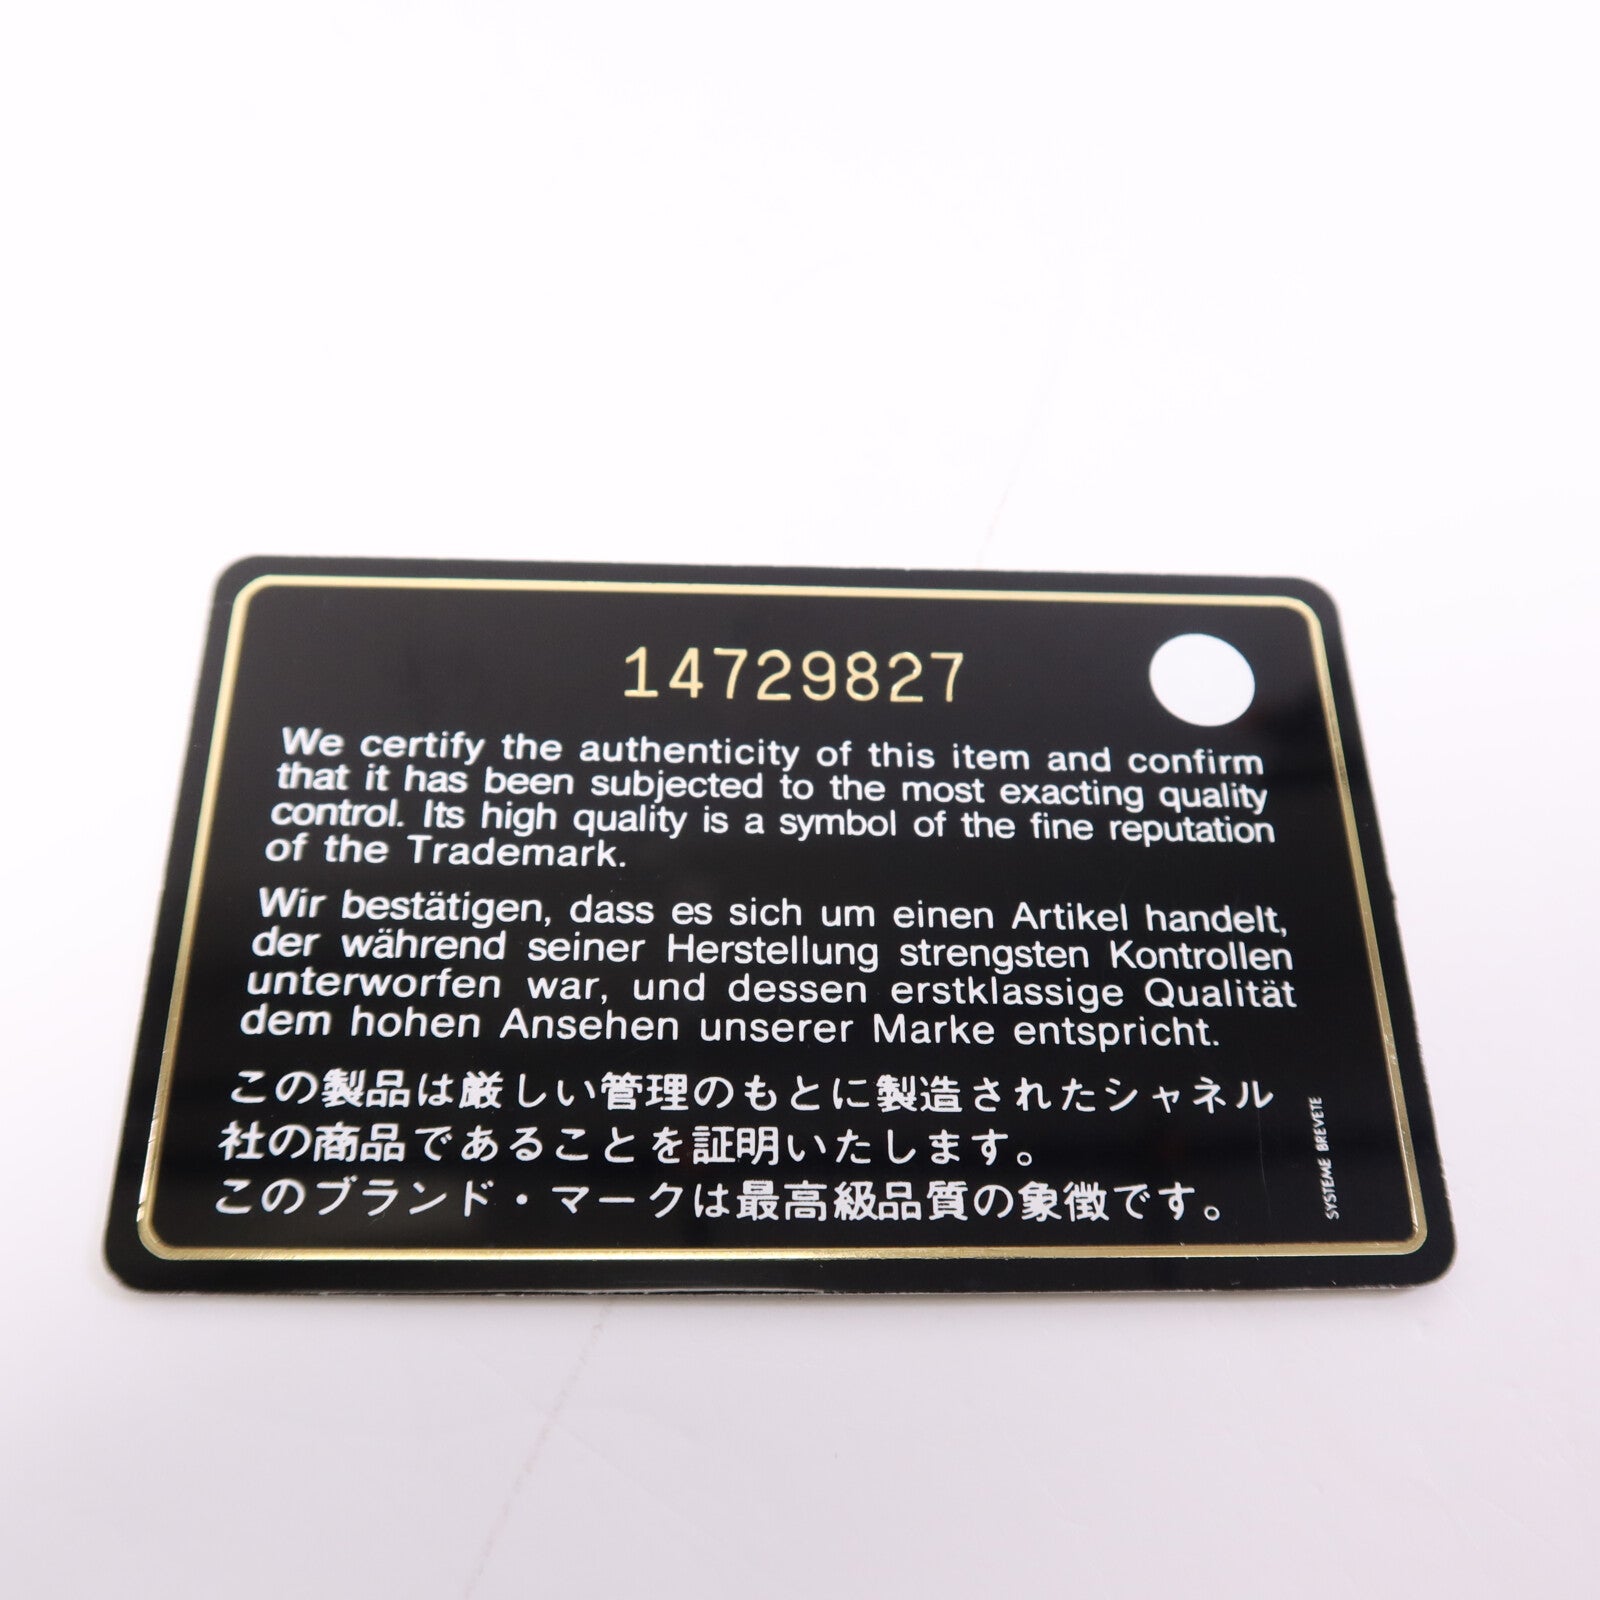 14729827
We certify the authenticity of this item and confirm
that it has been subjected to the most exacting quality
control. Its high quality is a symbol of the fine reputation
of the Trademark.
Wir bestätigen, dass es sich um einen Artikel handelt,
der während seiner Herstellung strengsten Kontrollen
unterworfen war, und dessen erstklassige Qualität
dem hohen Ansehen unserer Marke entspricht.
この製品は厳しい管理のもとに製造されたシャネル
社の商品であることを証明いたします。
このブランド・マークは最高級品質の象徴です。
SYSTEME BREVETE